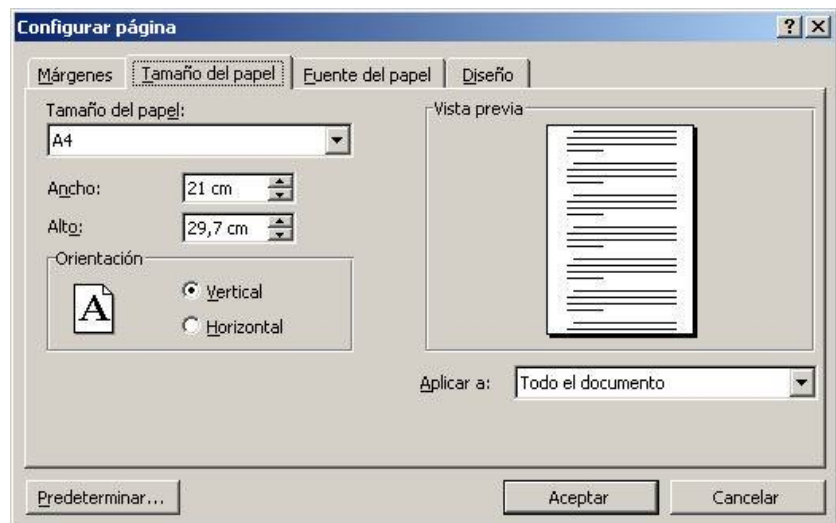 Configurar página
Márgenes Tamaño del papel Fuente del papel Diseño
Tamaño del papel:
A4
Ancho: 21 cm
Alto: 29,7 cm
Orientación
A
Vertical
Horizontal
Vista previa
Aplicar a: Todo el documento
Predeterminar... Aceptar Cancelar